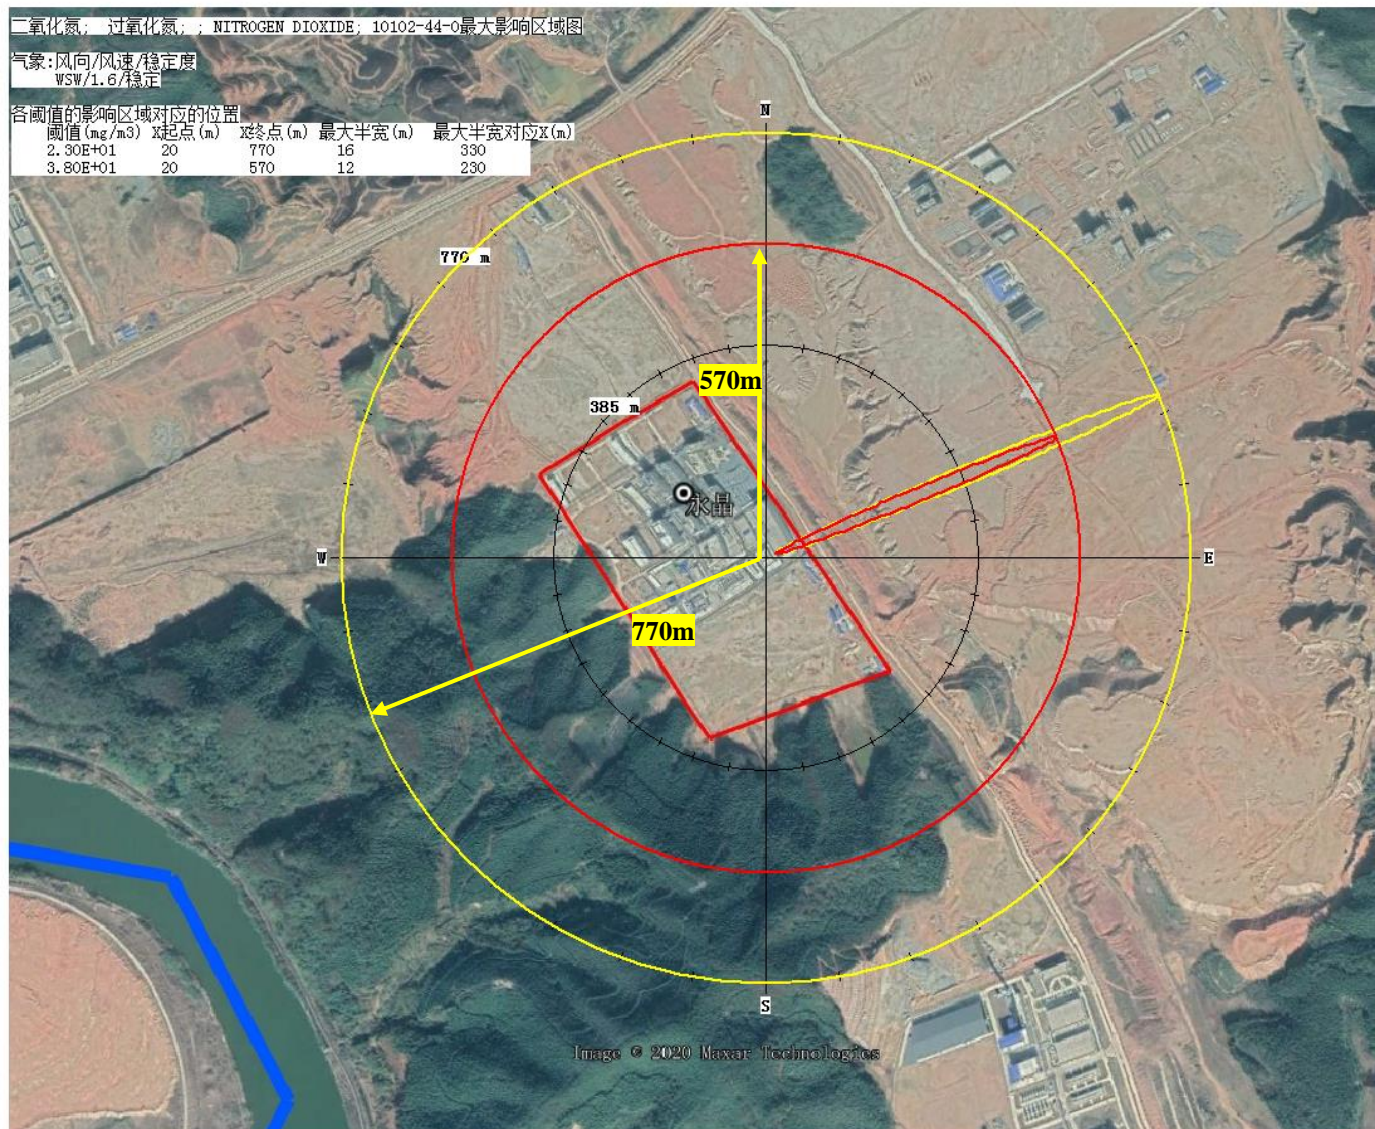 二氧化氮;  过氧化氮; ; NITROGEN DIOXIDE; 10102-44-0最大影响区域图
气象:风向/风速/稳定度
WSW/1.6/稳定
各阈值的影响区域对应的位置
阈值(mg/m3) X起点(m) X终点(m) 最大半宽(m) 最大半宽对应X(m)
2.30E+01 20 770 16 330
3.80E+01 20 570 12 230
N
770 m
570m
385 m
永晶
W
E
770m
S
Image © 2020 Maxar Technologies